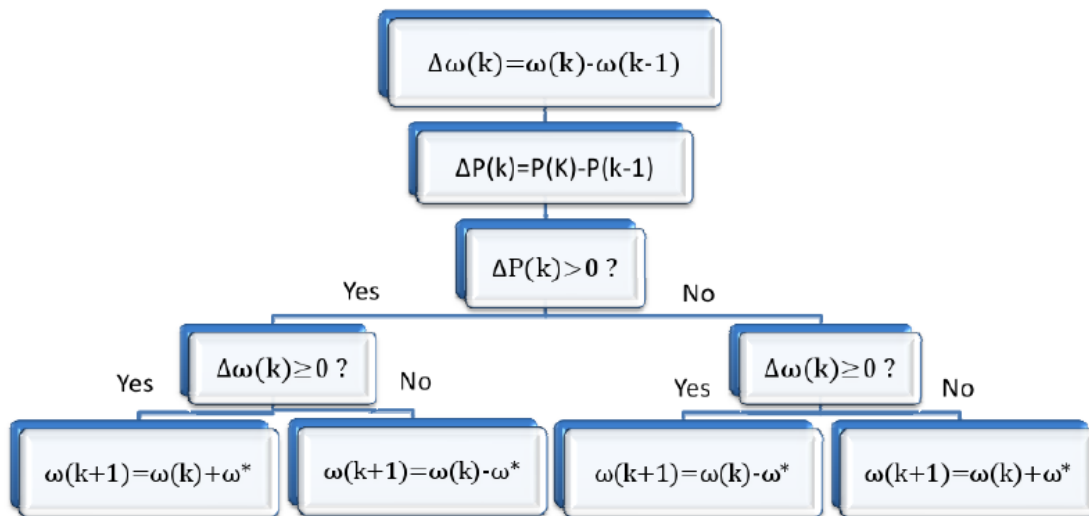 Δω(k)=ω(k)-ω(k-1)
ΔP(k)=P(K)-P(k-1)
ΔP(k)>0 ?
Yes
No
Δω(k)≥0 ?
Δω(k)≥0 ?
Yes
No
Yes
No
ω(k+1)=ω(k)+ω*
ω(k+1)=ω(k)-ω*
ω(k+1)=ω(k)-ω*
ω(k+1)=ω(k)+ω*